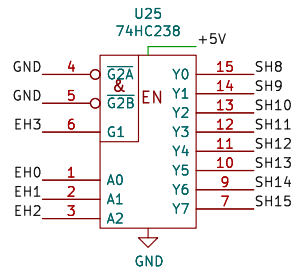 U25
74HC238
+5V
GND 4 G2A Y0 15 SH8
& EN Y1 14 SH9
GND 5 G2B Y2 13 SH10
EH3 6 G1 Y3 12 SH11
Y4 11 SH12
Y5 10 SH13
EH0 1 A0 Y6 9 SH14
EH1 2 A1 Y7 7 SH15
EH2 3 A2
GND